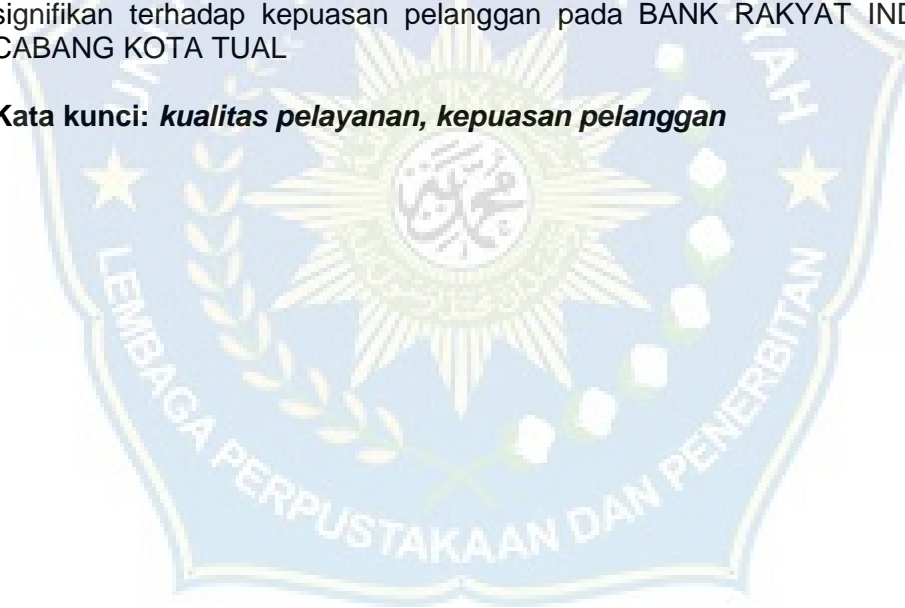 signifikan terhadap kepuasan pelanggan pada BANK RAKYAT IND
CABANG KOTA TUAL
Kata kunci: kualitas pelayanan, kepuasan pelanggan
LEMBAGA PERPUSTAKAAN DAN PENERBITAN